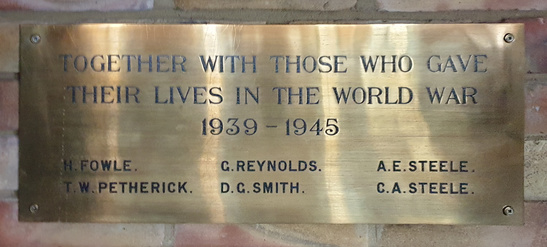 TOGETHER WITH THOSE WHO GAVE
THEIR LIVES IN THE WORLD WAR
1939-1945
H.FOWLE. G.REYNOLDS. A.E.STEELE.
T.W.PETHERICK. D.G.SMITH. C.A.STEELE.